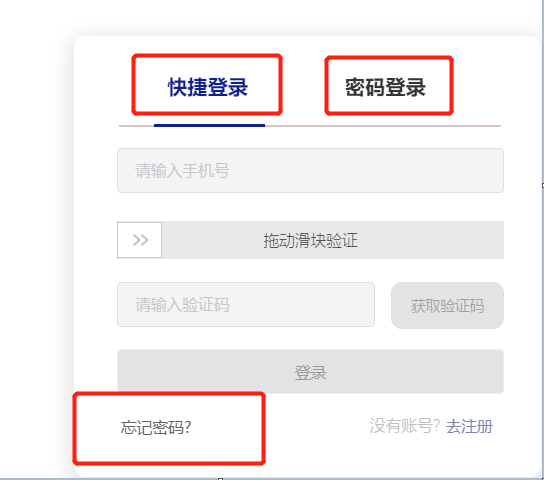 快捷登录 密码登录
请输入手机号
拖动滑块验证
请输入验证码 获取验证码
登录
忘记密码? 没有账号? 去注册